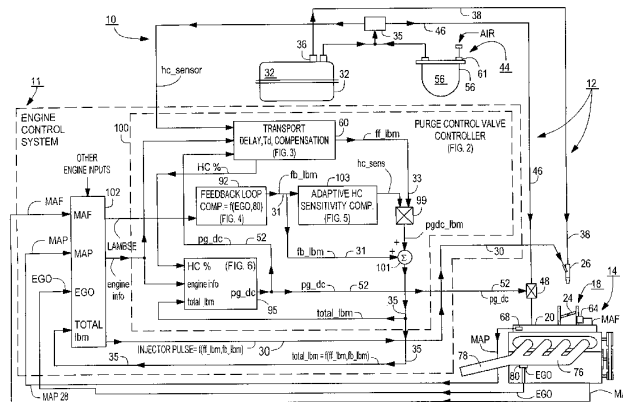 10
38
46
36
35
AIR
44
61
56
56
32
32
hc_sensor
11
12
ENGINE
CONTROL
SYSTEM
100
TRANSPORT
DELAY,Td, COMPENSATION
(FIG. 3)
60
ff_lbm
PURGE CONTROL VALVE
CONTROLLER
(FIG. 2)
HC %
OTHER
ENGINE INPUTS
102
92
FEEDBACK LOOP
COMP = f(EGO,80)
(FIG. 4)
fb_lbm
31
103
ADAPTIVE HC
SENSITIVITY COMP.
(FIG. 5)
hc_sens
33
99
46
MAF
MAF
MAP
MAP
LAMBSE
EGO
EGO
engine
info
TOTAL
lbm
pg_dc
52
pgdc_lbm
38
30
26
HC %
(FIG. 6)
engine info
pg_dc
total_lbm
95
fb_lbm
31
101
Σ
pg_dc
52
52
pg_dc
48
18
14
24
64
MAF
68
20
total_lbm
35
35
INJECTOR PULSE= f(ff_lbm,fb_lbm)
30
35
total_lbm = f(ff_lbm,fb_lbm)
MAP
78
80
EGO
76
MAP 28
EGO